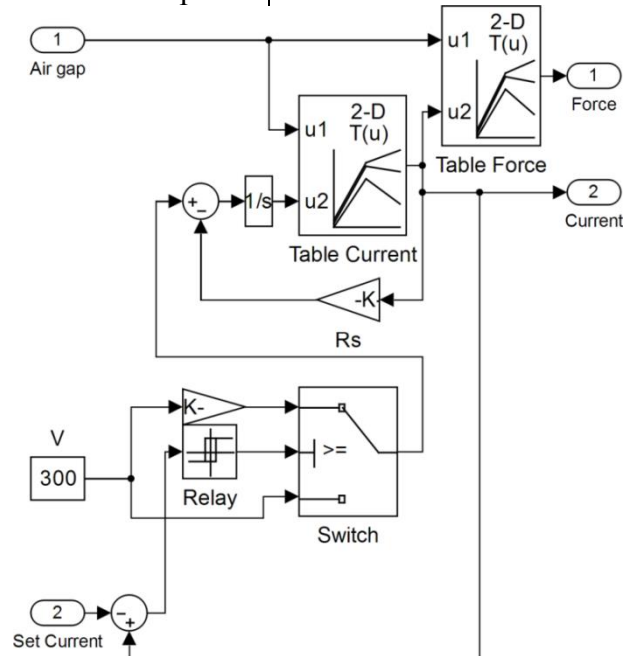 1
Air gap
2-D
T(u)
u1
u2
Table Force
1
Force
2-D
T(u)
u1
u2
Table Current
2
Current
+
−
1/s
-K
Rs
V
300
K-
Relay
>=
Switch
2
Set Current
−
+